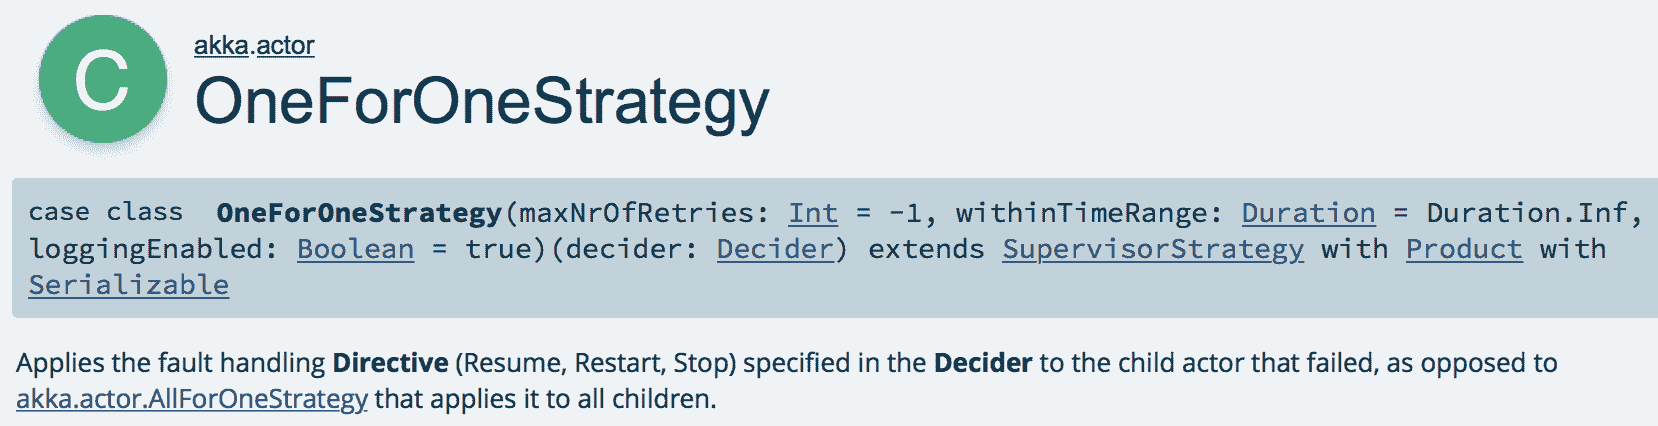 C
akka.actor
OneForOneStrategy
case class OneForOneStrategy(maxNrOfRetries: Int = -1, withinTimeRange: Duration = Duration.Inf,
loggingEnabled: Boolean = true)(decider: Decider) extends SupervisorStrategy with Product with
Serializable
Applies the fault handling Directive (Resume, Restart, Stop) specified in the Decider to the child actor that failed, as opposed to
akka.actor.AllForOneStrategy that applies it to all children.